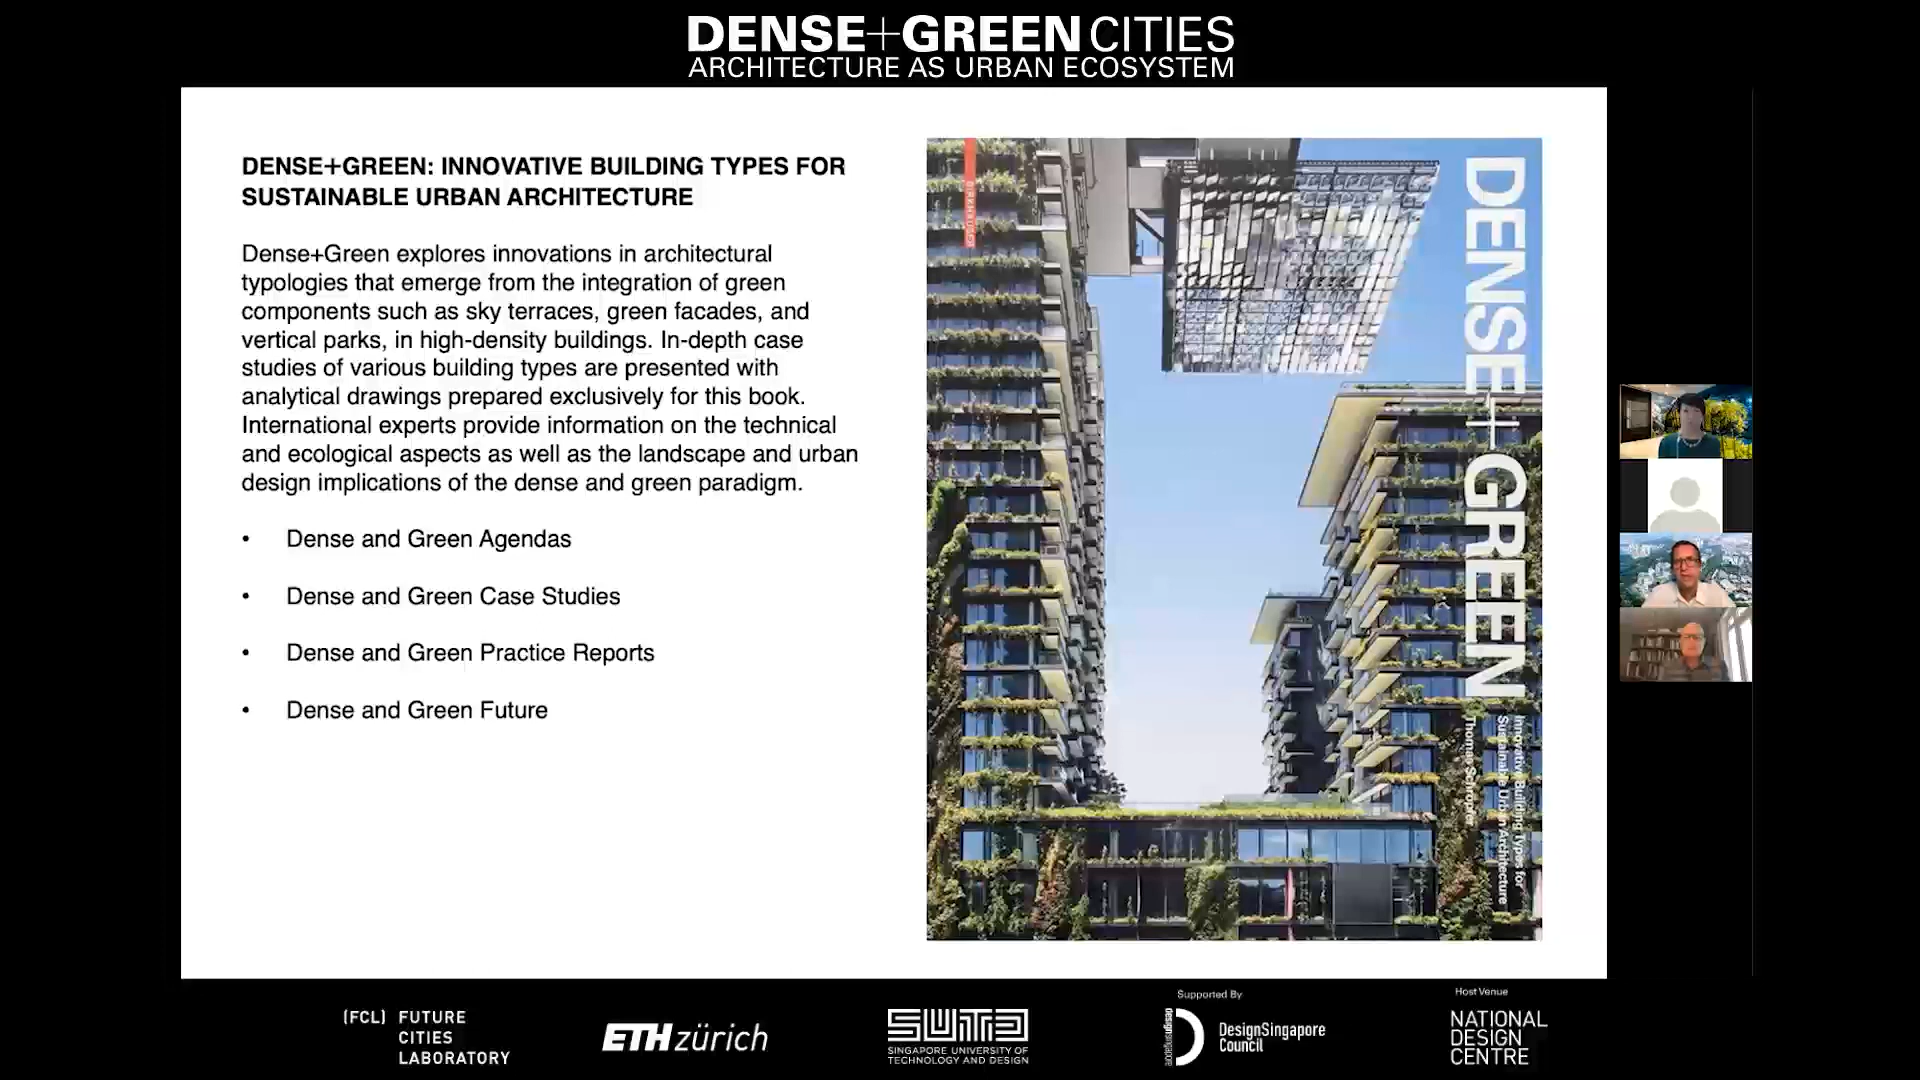 DENSE+GREEN CITIES
ARCHITECTURE AS URBAN ECOSYSTEM
DENSE+GREEN: INNOVATIVE BUILDING TYPES FOR
SUSTAINABLE URBAN ARCHITECTURE
Dense+Green explores innovations in architectural
typologies that emerge from the integration of green
components such as sky terraces, green facades, and
vertical parks, in high-density buildings. In-depth case
studies of various building types are presented with
analytical drawings prepared exclusively for this book.
International experts provide information on the technical
and ecological aspects as well as the landscape and urban
design implications of the dense and green paradigm.
• Dense and Green Agendas
• Dense and Green Case Studies
• Dense and Green Practice Reports
• Dense and Green Future
BIRKHÄUSER
DENSE+GREEN
Innovative Building Types for
Sustainable Urban Architecture
Thomas Schröpfer
(FCL) FUTURE
CITIES
LABORATORY
ETH zürich
SUTD
SINGAPORE UNIVERSITY OF
TECHNOLOGY AND DESIGN
Supported By
designsingapore
DesignSingapore
Council
Host Venue
NATIONAL
DESIGN
CENTRE